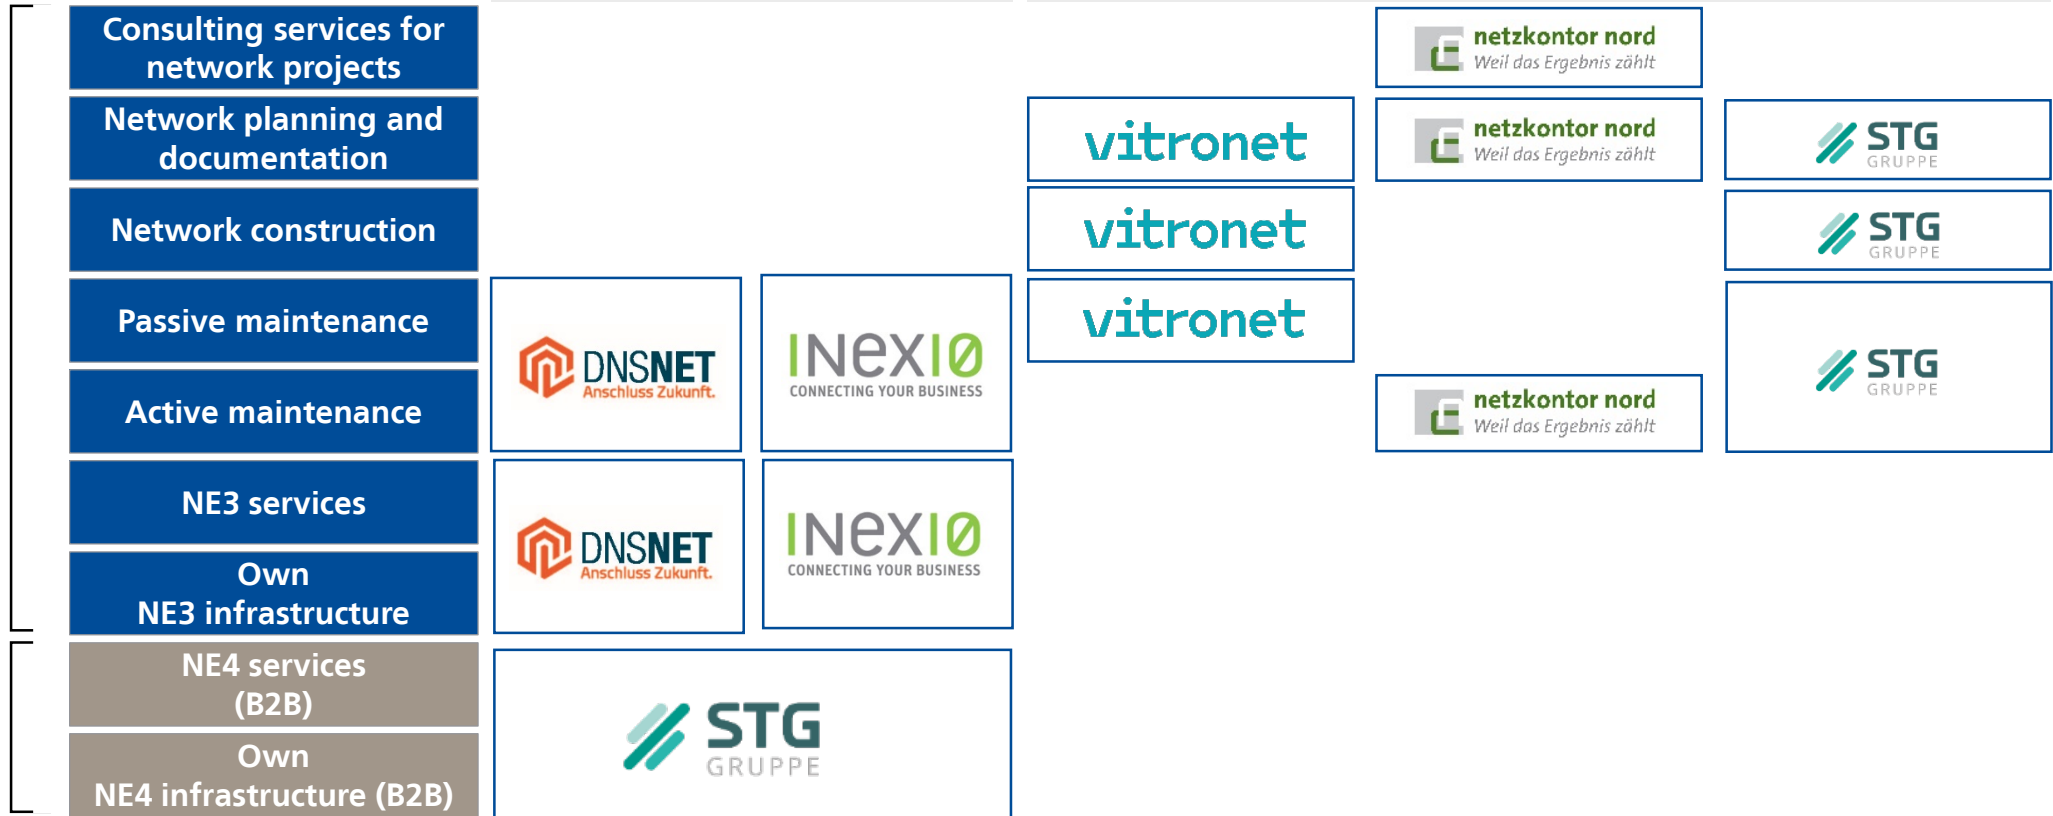 Consulting services for
network projects
netzkontor nord
Weil das Ergebnis zählt
Network planning and
documentation
vitronet
netzkontor nord
Weil das Ergebnis zählt
STG
GRUPPE
Network construction
vitronet
STG
GRUPPE
Passive maintenance
vitronet
DNSNET
Anschluss Zukunft.
INEXIO
CONNECTING YOUR BUSINESS
STG
GRUPPE
Active maintenance
netzkontor nord
Weil das Ergebnis zählt
NE3 services
DNSNET
Anschluss Zukunft.
INEXIO
CONNECTING YOUR BUSINESS
Own
NE3 infrastructure
NE4 services
(B2B)
STG
GRUPPE
Own
NE4 infrastructure (B2B)